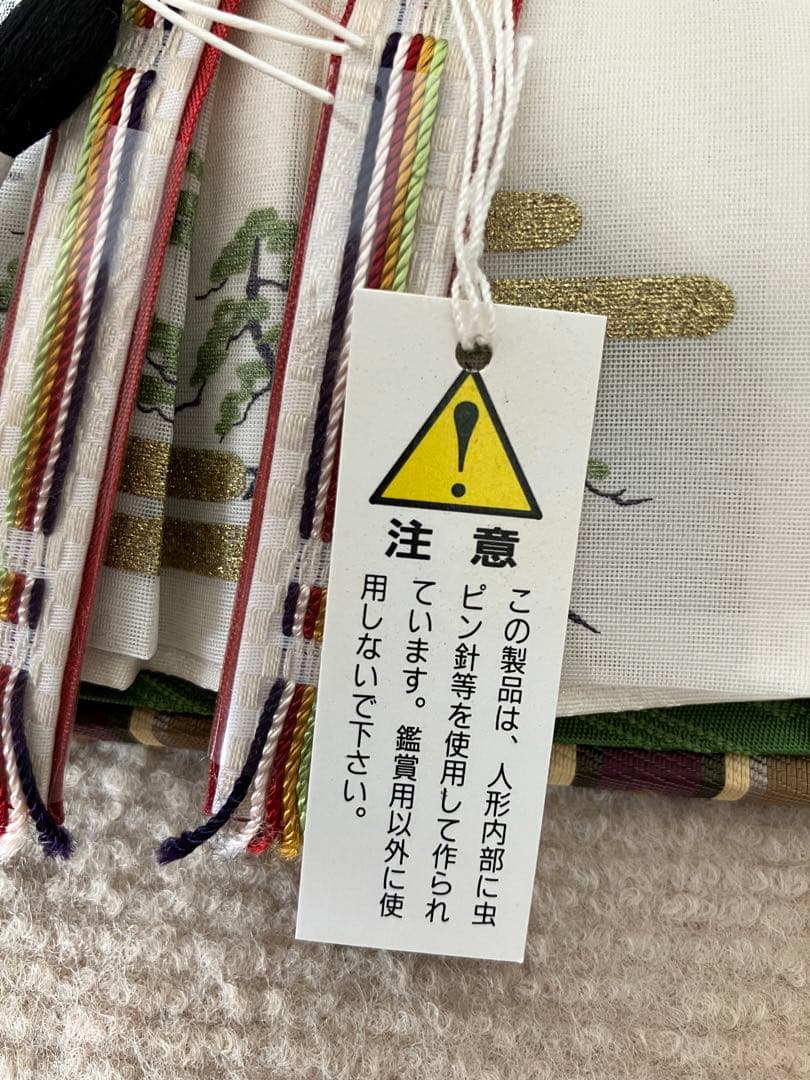 注意
この製品は、人形内部に虫
ピン針等を使用して作られ
ています。鑑賞用以外に使
用しないで下さい。